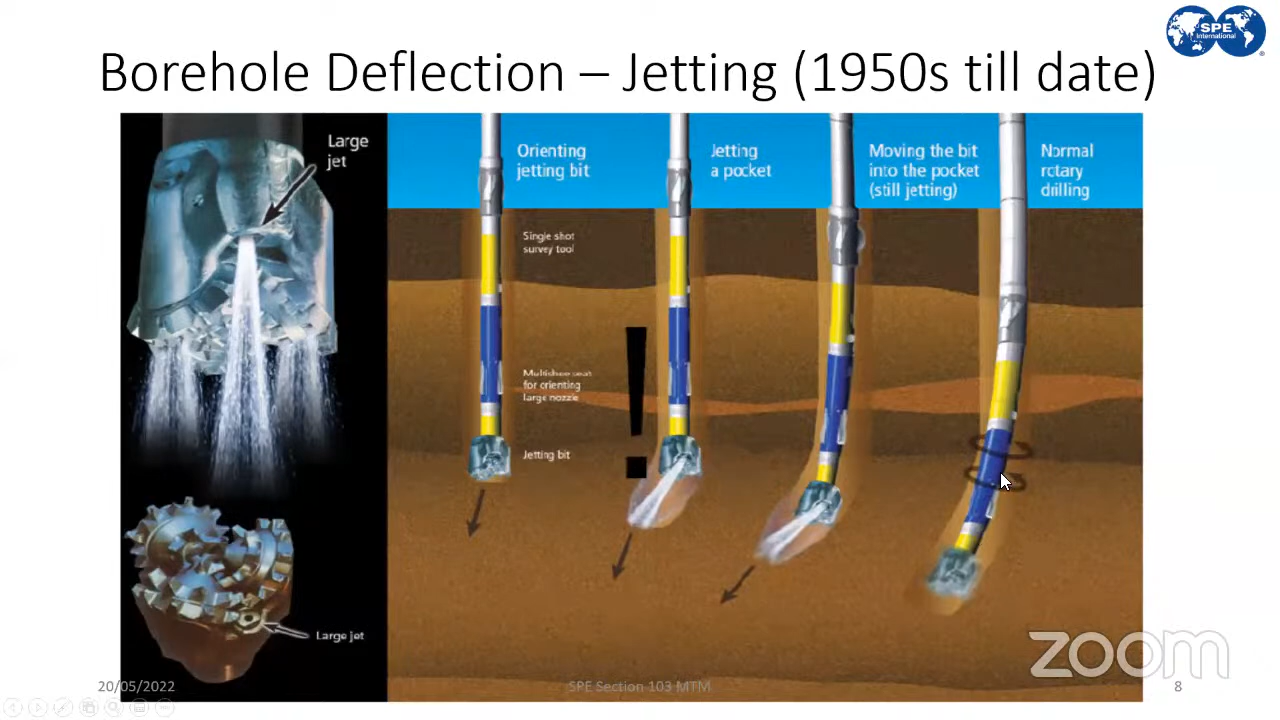 SPE
International
Borehole Deflection – Jetting (1950s till date)
Large
jet
Orienting
jetting bit
Jetting
a pocket
Moving the bit
into the pocket
(still jetting)
Normal
rotary
drilling
Single shot
survey tool
for orienting
large nozzle
Jetting bit
Large jet
zoom
20/05/2022
SPE Section 103 MTM
8